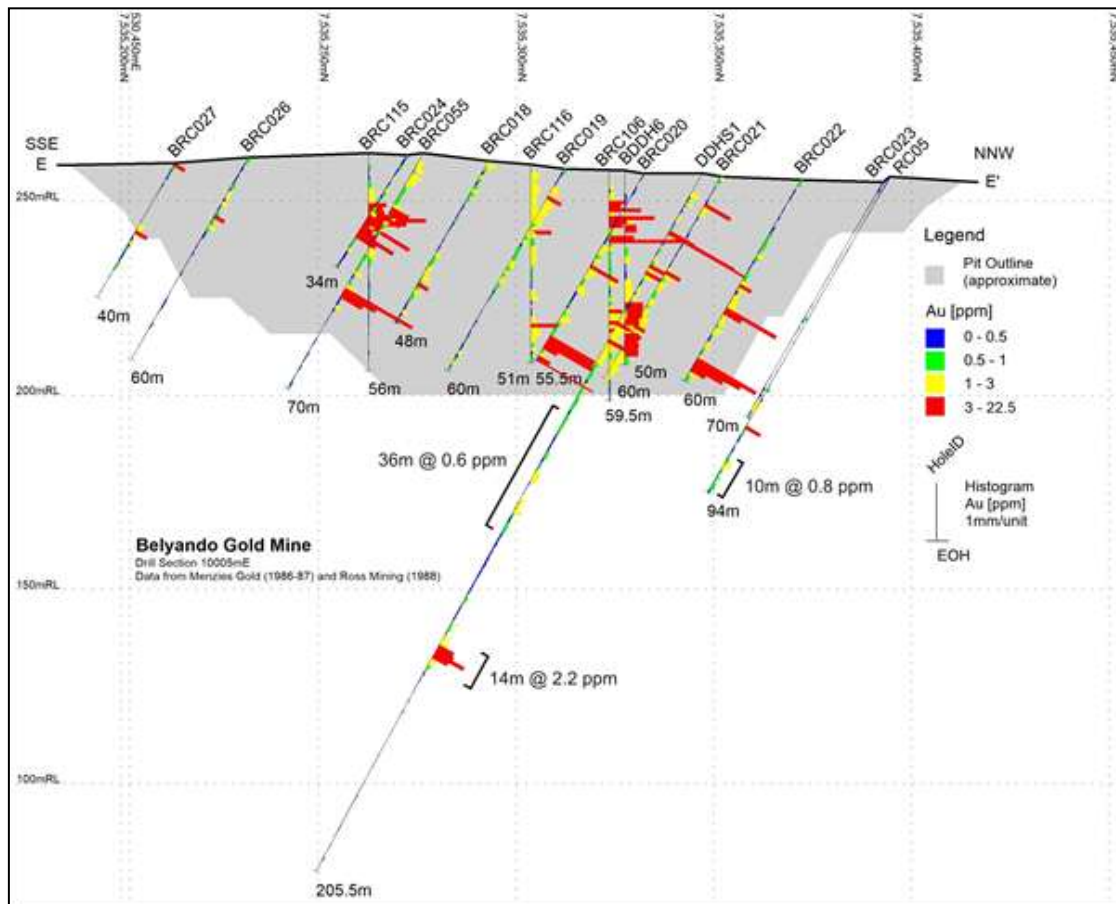 7,535,200mN
530,450mE
7,535,250mN
7,535,300mN
7,535,350mN
7,535,400mN
SSE
E
BRC027
BRC026
BRC115
BRC024
BRC055
BRC018
BRC116
BRC019
BRC106
BDDH6
BRC020
DDHS1
BRC021
BRC022
BRC023
RC05
NNW
E'
250mRL
200mRL
150mRL
100mRL
40m
60m
70m
34m
56m
48m
60m
51m
55.5m
60m
59.5m
50m
60m
70m
94m
205.5m
36m @ 0.6 ppm
10m @ 0.8 ppm
14m @ 2.2 ppm
Belyando Gold Mine
Drill Section 10005mE
Data from Menzies Gold (1986-87) and Ross Mining (1988)
Legend
Pit Outline
(approximate)
Au [ppm]
0 - 0.5
0.5 - 1
1 - 3
3 - 22.5
HoleID
Histogram
Au [ppm]
1mm/unit
EOH